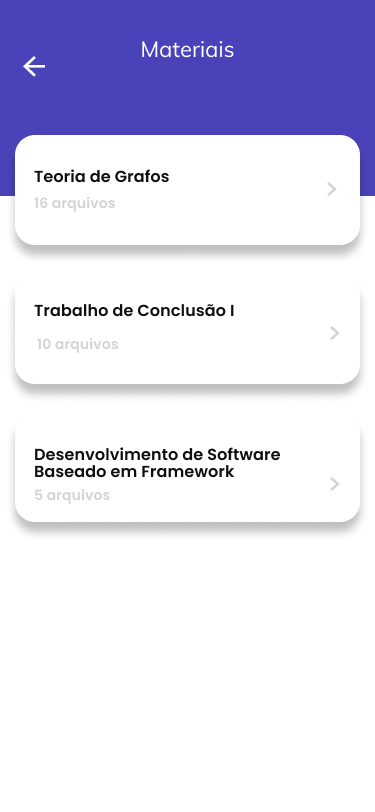 Materiais
Teoria de Grafos
16 arquivos
Trabalho de Conclusão I
10 arquivos
Desenvolvimento de Software
Baseado em Framework
5 arquivos